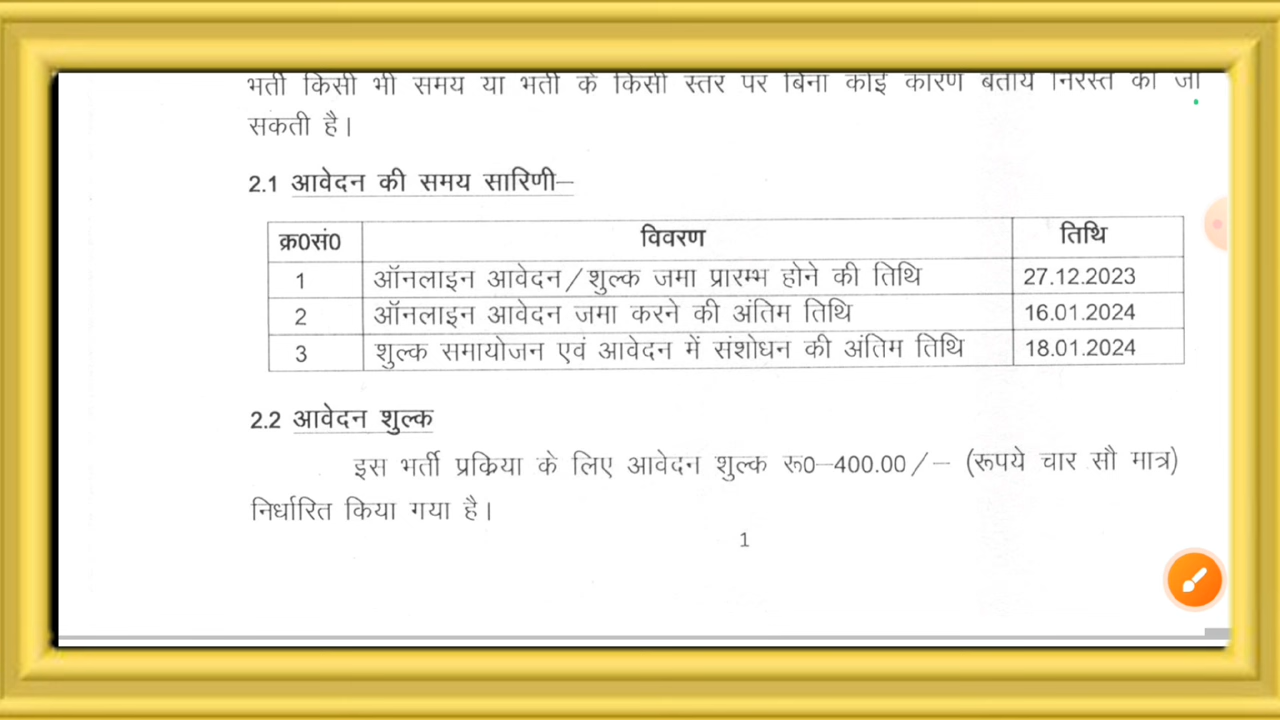 भर्ती किसी भी समय या भर्ती के किसी स्तर पर बिना कोई कारण बताये निरस्त की जा
सकती है।
2.1 आवेदन की समय सारिणी–
क्र0सं0 विवरण तिथि
1 ऑनलाइन आवेदन/शुल्क जमा प्रारम्भ होने की तिथि 27.12.2023
2 ऑनलाइन आवेदन जमा करने की अंतिम तिथि 16.01.2024
3 शुल्क समायोजन एवं आवेदन में संशोधन की अंतिम तिथि 18.01.2024
2.2 आवेदन शुल्क
इस भर्ती प्रक्रिया के लिए आवेदन शुल्क रू0–400.00/– (रूपये चार सौ मात्र)
निर्धारित किया गया है।
1